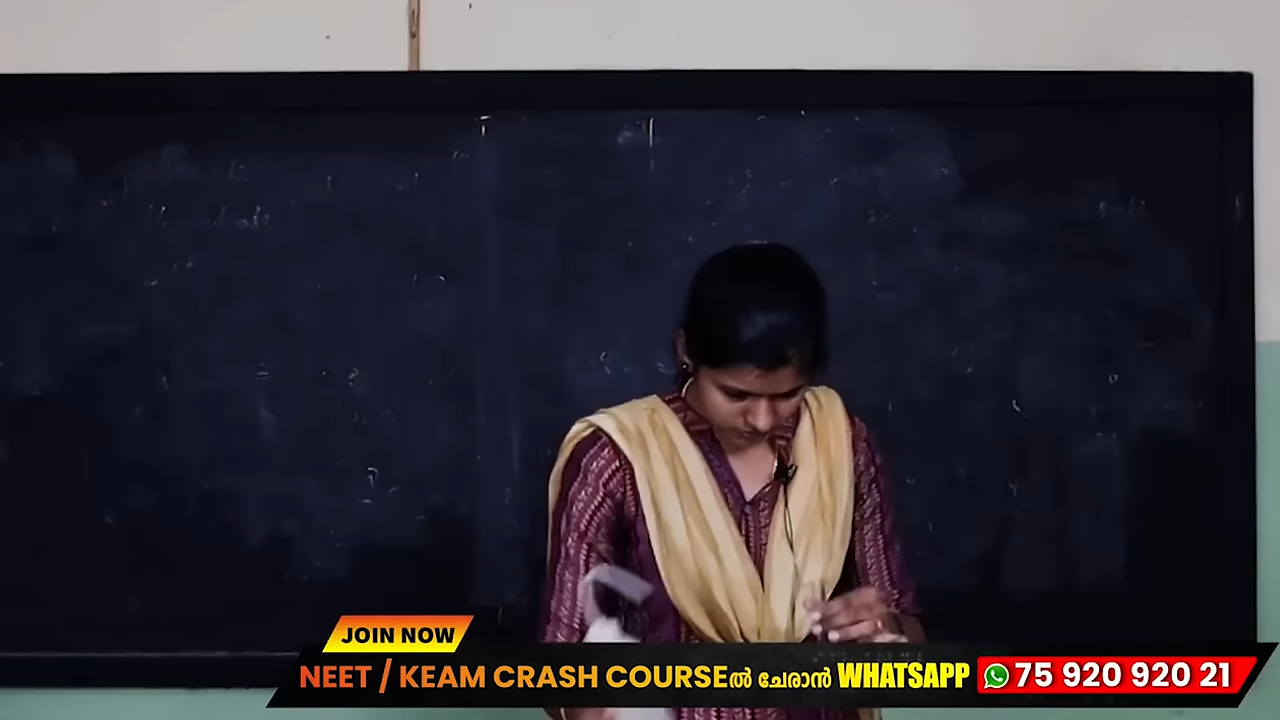 JOIN NOW
NEET / KEAM CRASH COURSEൽ ചേരാൻ WHATSAPP 75 920 920 21